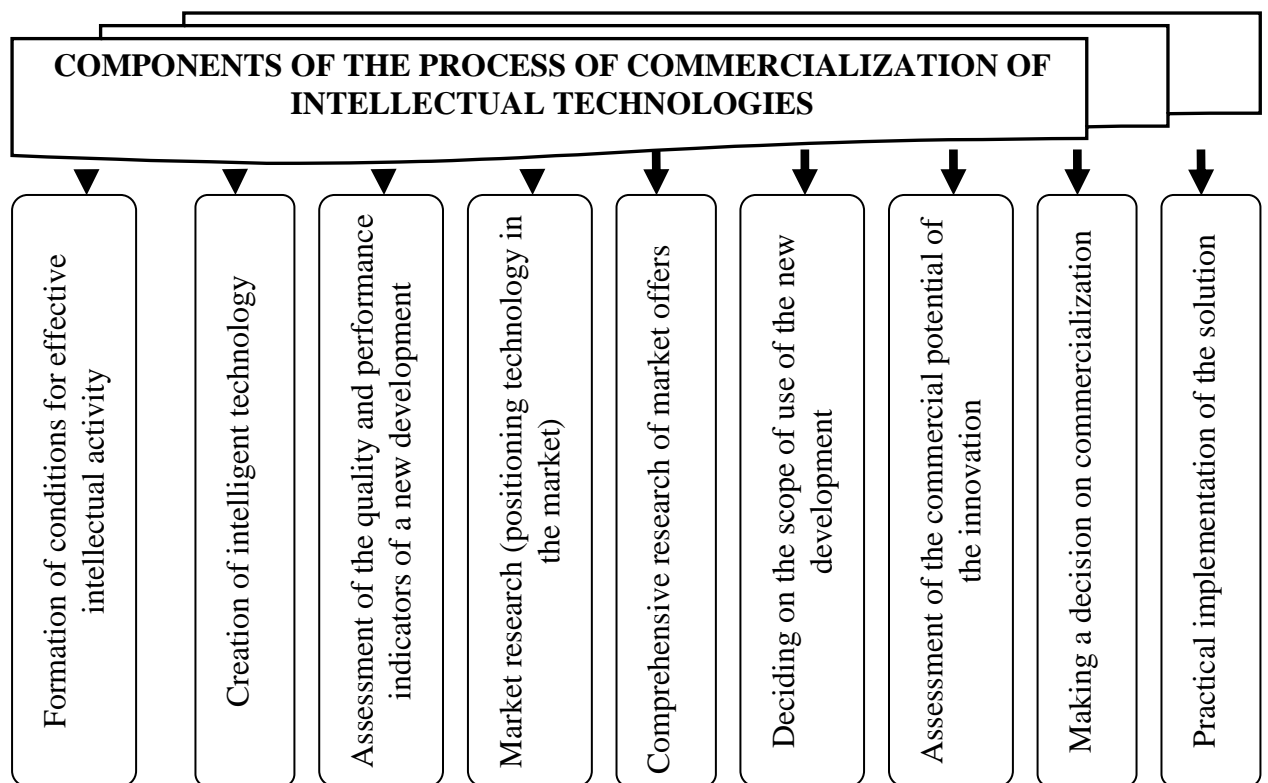 COMPONENTS OF THE PROCESS OF COMMERCIALIZATION OF
INTELLECTUAL TECHNOLOGIES
Formation of conditions for effective
intellectual activity
Creation of intelligent technology
Assessment of the quality and performance
indicators of a new development
Market research (positioning technology in
the market)
Comprehensive research of market offers
Deciding on the scope of use of the new
development
Assessment of the commercial potential of
the innovation
Making a decision on commercialization
Practical implementation of the solution